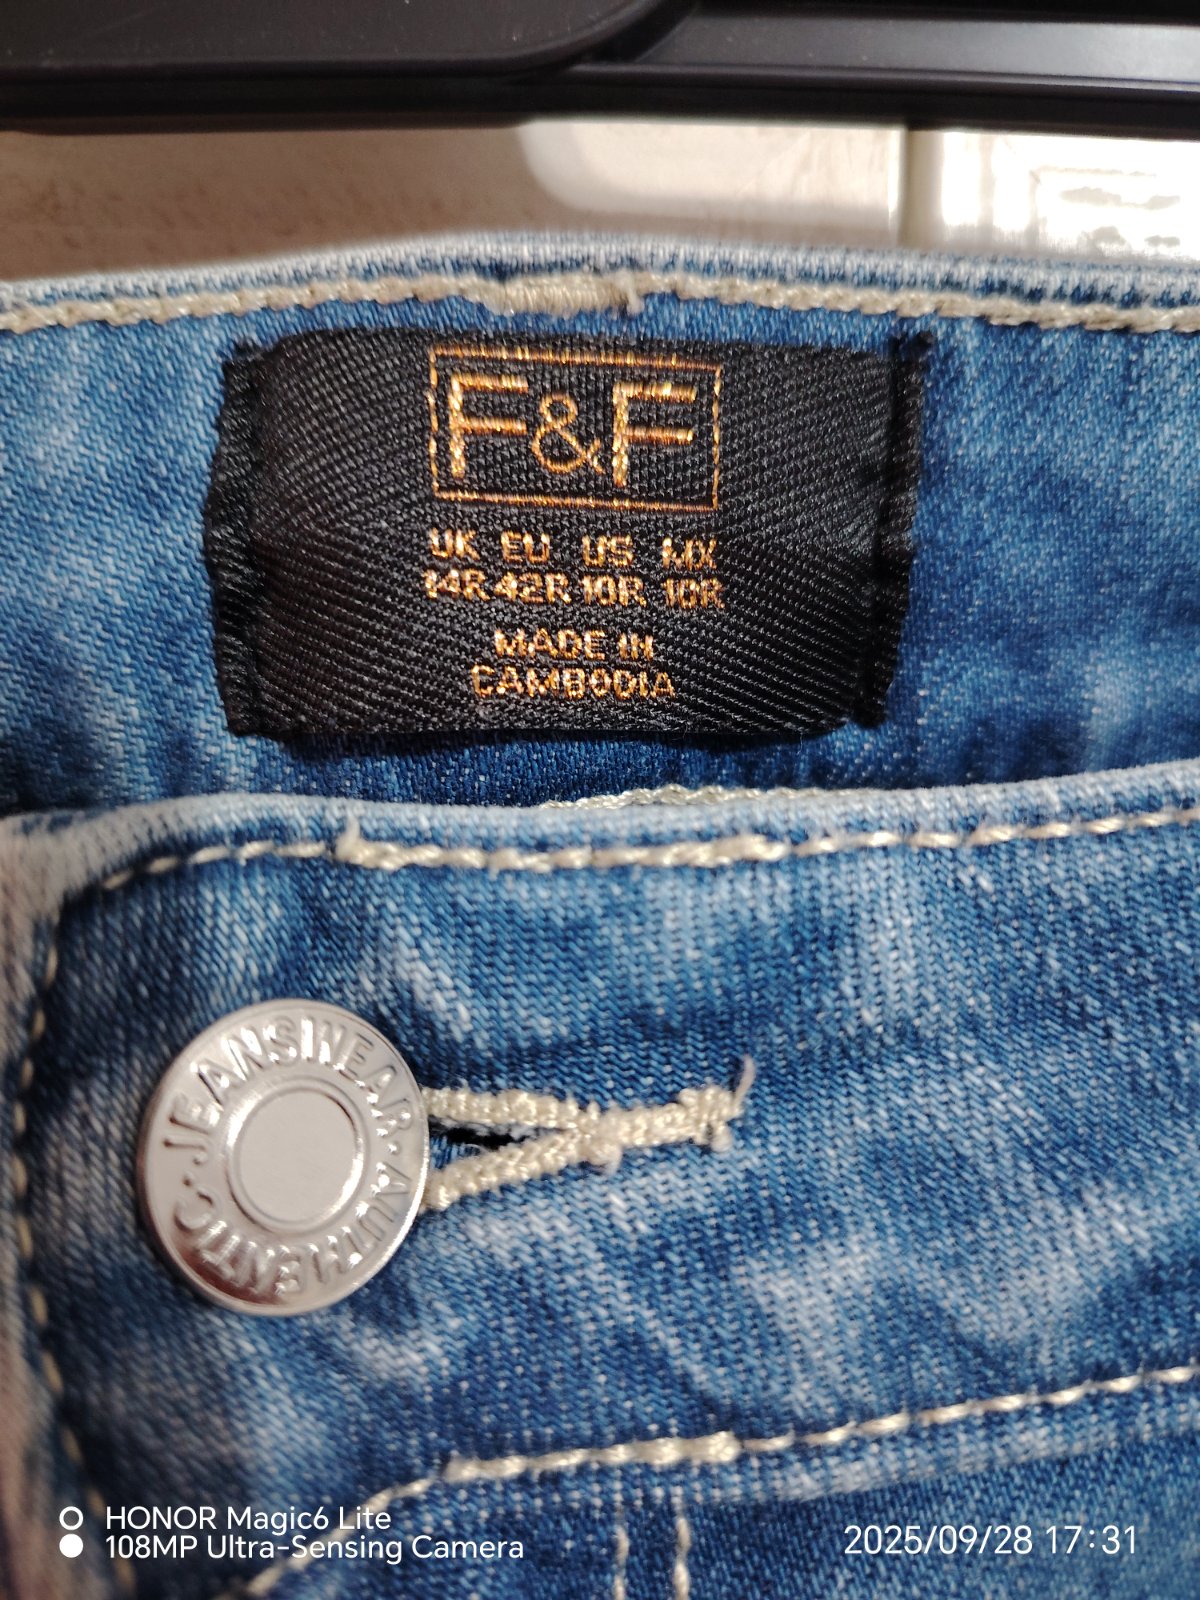 F&F
UK EU US MX
14R 42R 10R 10R
MADE IN
CAMBODIA
JEANSWEAR · AUTHENTIC ·
HONOR Magic6 Lite
108MP Ultra-Sensing Camera
2025/09/28 17:31